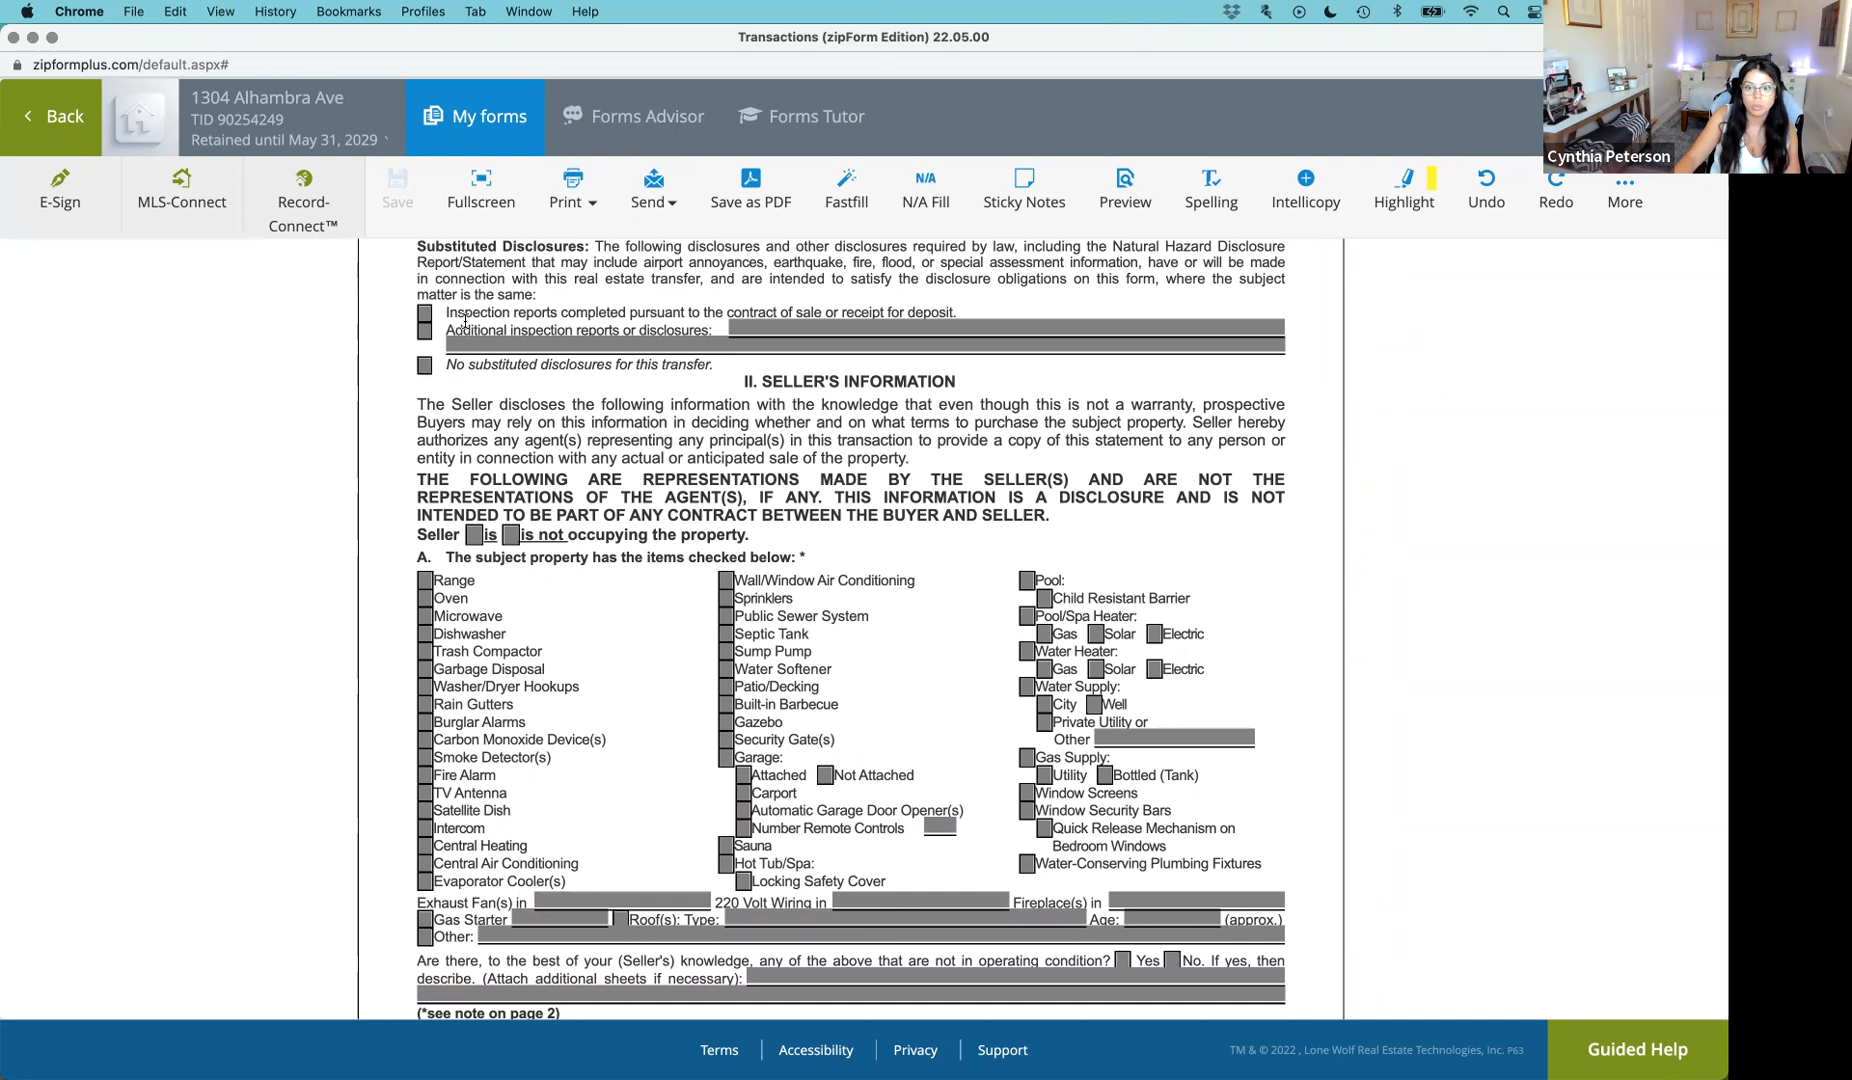 Chrome File Edit View History Bookmarks Profiles Tab Window Help
Transactions (zipForm Edition) 22.05.00
zipformplus.com/default.aspx#
Back
1304 Alhambra Ave
TID 90254249
Retained until May 31, 2029
My forms
Forms Advisor
Forms Tutor
Cynthia Peterson
E-Sign
MLS-Connect
Record-
Connect™
Save
Fullscreen
Print
Send
Save as PDF
Fastfill
N/A
N/A Fill
Sticky Notes
Preview
Spelling
Intellicopy
Highlight
Undo
Redo
More
Substituted Disclosures: The following disclosures and other disclosures required by law, including the Natural Hazard Disclosure
Report/Statement that may include airport annoyances, earthquake, fire, flood, or special assessment information, have or will be made
in connection with this real estate transfer, and are intended to satisfy the disclosure obligations on this form, where the subject
matter is the same:
Inspection reports completed pursuant to the contract of sale or receipt for deposit.
Additional inspection reports or disclosures:
No substituted disclosures for this transfer.
II. SELLER'S INFORMATION
The Seller discloses the following information with the knowledge that even though this is not a warranty, prospective
Buyers may rely on this information in deciding whether and on what terms to purchase the subject property. Seller hereby
authorizes any agent(s) representing any principal(s) in this transaction to provide a copy of this statement to any person or
entity in connection with any actual or anticipated sale of the property.
THE FOLLOWING ARE REPRESENTATIONS MADE BY THE SELLER(S) AND ARE NOT THE
REPRESENTATIONS OF THE AGENT(S), IF ANY. THIS INFORMATION IS A DISCLOSURE AND IS NOT
INTENDED TO BE PART OF ANY CONTRACT BETWEEN THE BUYER AND SELLER.
Seller is is not occupying the property.
A. The subject property has the items checked below: *
Range
Oven
Microwave
Dishwasher
Trash Compactor
Garbage Disposal
Washer/Dryer Hookups
Rain Gutters
Burglar Alarms
Carbon Monoxide Device(s)
Smoke Detector(s)
Fire Alarm
TV Antenna
Satellite Dish
Intercom
Central Heating
Central Air Conditioning
Evaporator Cooler(s)
Wall/Window Air Conditioning
Sprinklers
Public Sewer System
Septic Tank
Sump Pump
Water Softener
Patio/Decking
Built-in Barbecue
Gazebo
Security Gate(s)
Garage:
Attached Not Attached
Carport
Automatic Garage Door Opener(s)
Number Remote Controls
Sauna
Hot Tub/Spa:
Locking Safety Cover
Pool:
Child Resistant Barrier
Pool/Spa Heater:
Gas Solar Electric
Water Heater:
Gas Solar Electric
Water Supply:
City Well
Private Utility or
Other
Gas Supply:
Utility Bottled (Tank)
Window Screens
Window Security Bars
Quick Release Mechanism on
Bedroom Windows
Water-Conserving Plumbing Fixtures
Exhaust Fan(s) in 220 Volt Wiring in Fireplace(s) in
Gas Starter Roof(s): Type: Age: (approx.)
Other:
Are there, to the best of your (Seller's) knowledge, any of the above that are not in operating condition? Yes No. If yes, then
describe. (Attach additional sheets if necessary):
(*see note on page 2)
Terms Accessibility Privacy Support
TM & © 2022 , Lone Wolf Real Estate Technologies, Inc. P63
Guided Help